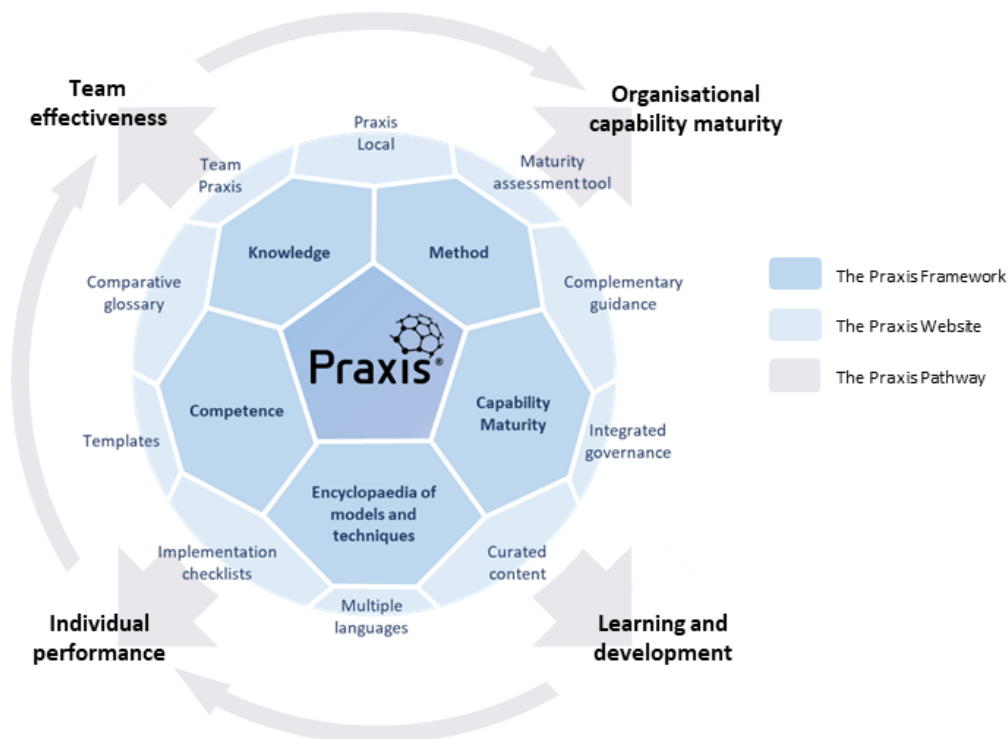 Team
effectiveness
Organisational
capability maturity
Praxis
Local
Team
Praxis
Maturity
assessment tool
Knowledge
Method
Comparative
glossary
Complementary
guidance
The Praxis Framework
The Praxis Website
The Praxis Pathway
Praxis®
Competence
Capability
Maturity
Templates
Integrated
governance
Encyclopaedia of
models and
techniques
Implementation
checklists
Curated
content
Multiple
languages
Individual
performance
Learning and
development